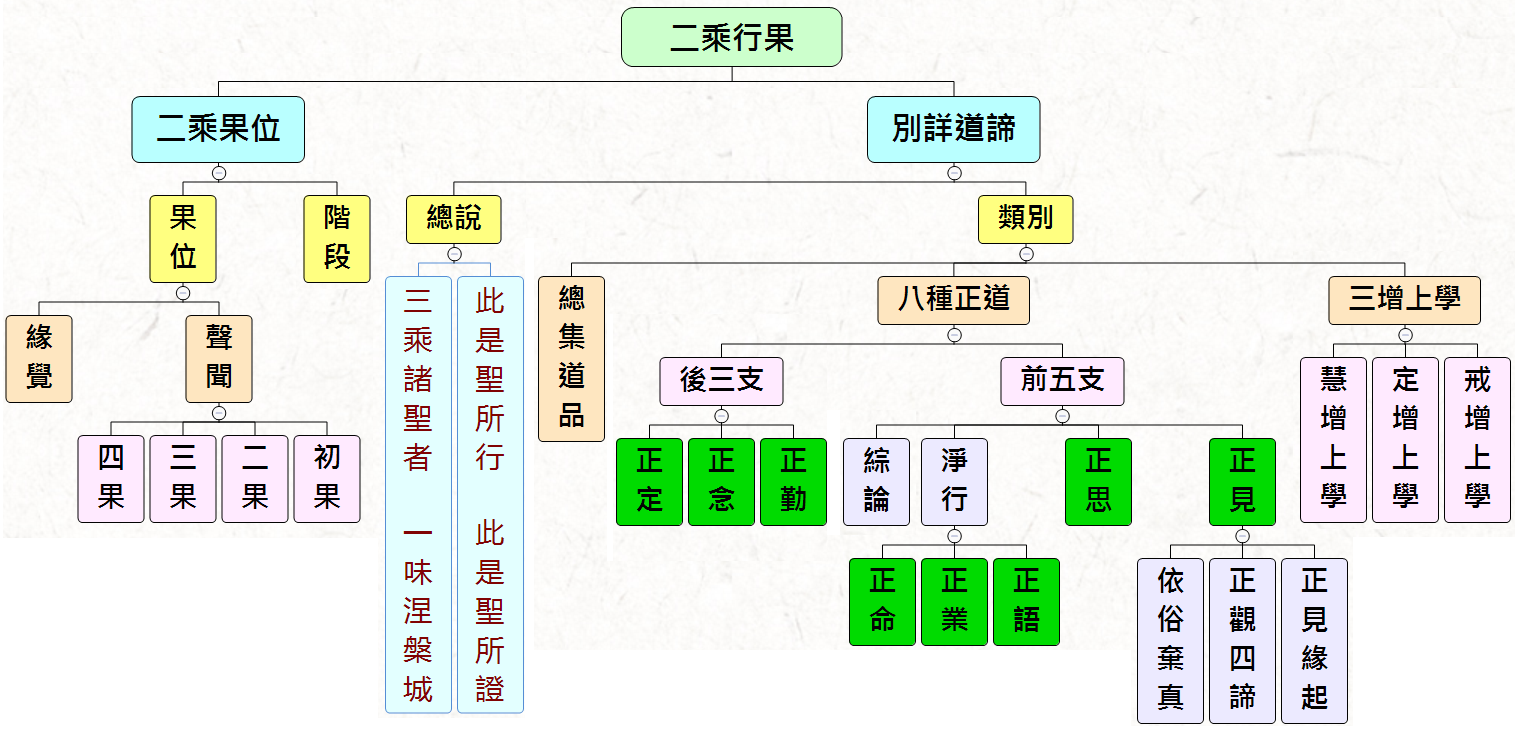 二乘行果
二乘果位
別詳道諦
果位
階段
總說
類別
緣覺
聲聞
三乘諸聖者 一味涅槃城
此是聖所行 此是聖所證
總集道品
八種正道
三增上學
四果
三果
二果
初果
後三支
前五支
慧增上學
定增上學
戒增上學
正定
正念
正勤
綜論
淨行
正思
正見
正命
正業
正語
依俗棄真
正觀四諦
正見緣起